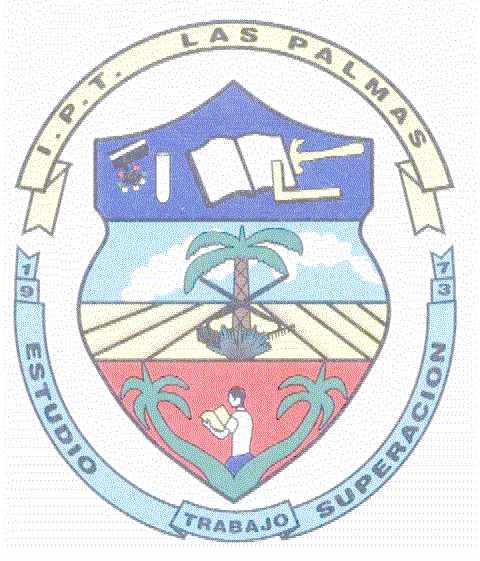 I.P.T. LAS PALMAS
19 73
ESTUDIO
TRABAJO
SUPERACION